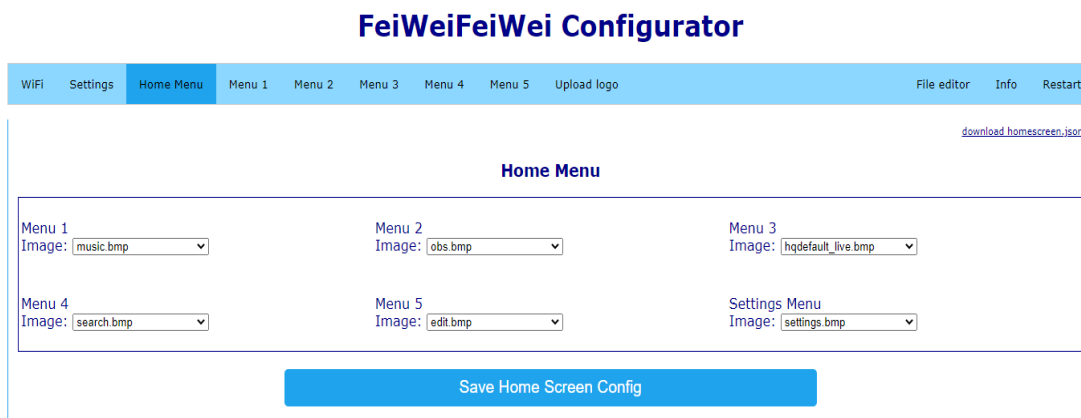 FeiWeiFeiWei Configurator
WiFi Settings Home Menu Menu 1 Menu 2 Menu 3 Menu 4 Menu 5 Upload logo File editor Info Restart
download homescreen.json
Home Menu
Menu 1 Menu 2 Menu 3
Image: music.bmp Image: obs.bmp Image: hqdefault_live.bmp
Menu 4 Menu 5 Settings Menu
Image: search.bmp Image: edit.bmp Image: settings.bmp
Save Home Screen Config